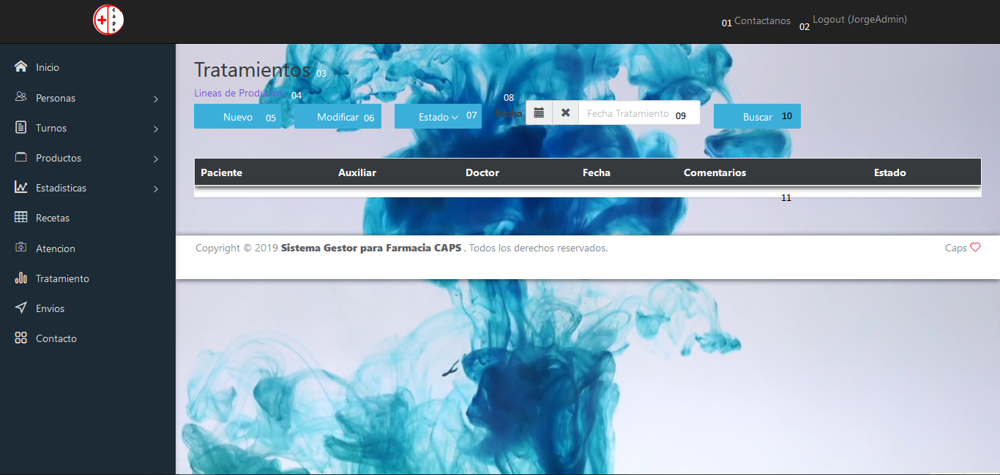 caps
01 Contactanos 02 Logout (JorgeAdmin)
Inicio
Personas
Turnos
Productos
Estadisticas
Recetas
Atencion
Tratamiento
Envios
Contacto
Tratamientos 03
Lineas de Productos 04
Nuevo 05 Modificar 06 Estado 07 08 Fecha Fecha Tratamiento 09 Buscar 10
Paciente Auxiliar Doctor Fecha Comentarios Estado
11
Copyright © 2019 Sistema Gestor para Farmacia CAPS , Todos los derechos reservados. Caps